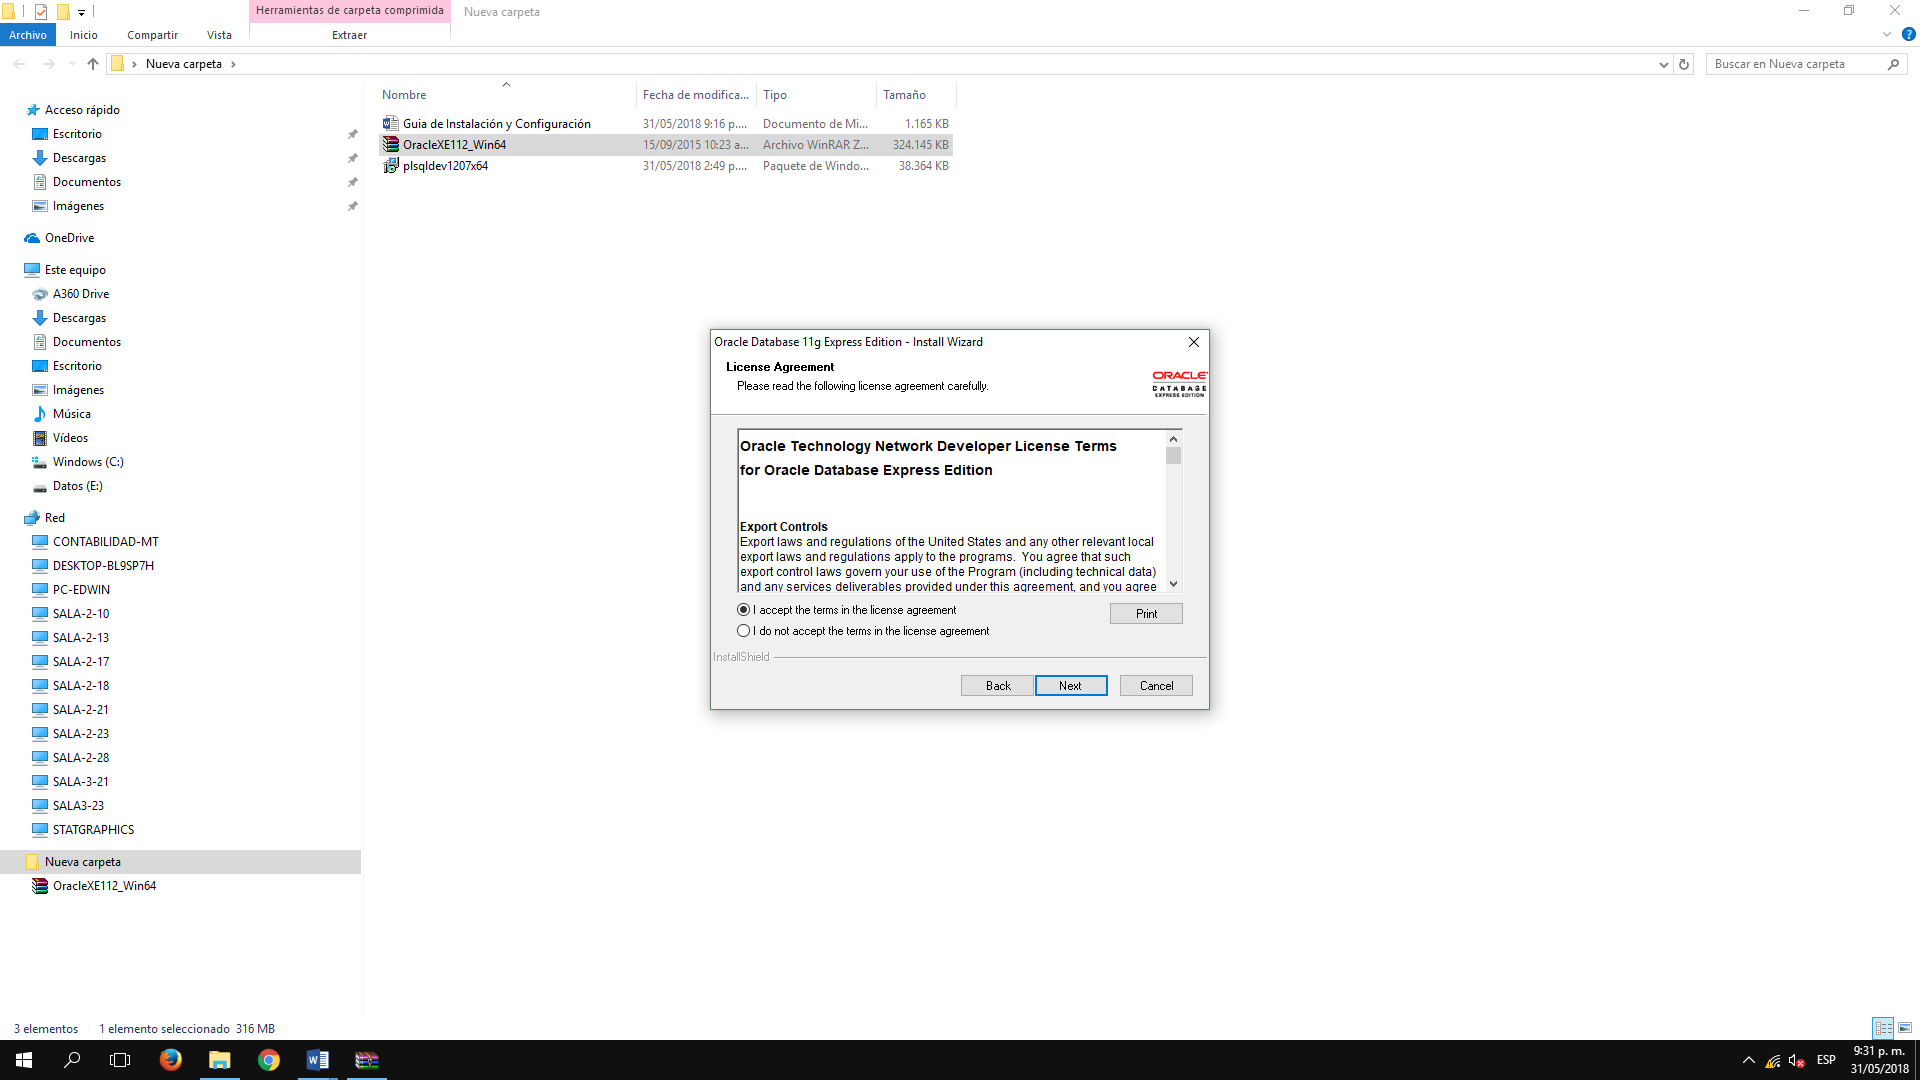 Herramientas de carpeta comprimida
Nueva carpeta
Archivo
Inicio
Compartir
Vista
Extraer
Nueva carpeta
Buscar en Nueva carpeta
Nombre
Fecha de modifica...
Tipo
Tamaño
Guia de Instalación y Configuración
31/05/2018 9:16 p....
Documento de Mi...
1.165 KB
OracleXE112_Win64
15/09/2015 10:23 a...
Archivo WinRAR Z...
324.145 KB
plsqldev1207x64
31/05/2018 2:49 p....
Paquete de Windo...
38.364 KB
Acceso rápido
Escritorio
Descargas
Documentos
Imágenes
OneDrive
Este equipo
A360 Drive
Descargas
Documentos
Escritorio
Imágenes
Música
Vídeos
Windows (C:)
Datos (E:)
Red
CONTABILIDAD-MT
DESKTOP-BL9SP7H
PC-EDWIN
SALA-2-10
SALA-2-13
SALA-2-17
SALA-2-18
SALA-2-21
SALA-2-23
SALA-2-28
SALA-3-21
SALA3-23
STATGRAPHICS
Nueva carpeta
OracleXE112_Win64
Oracle Database 11g Express Edition - Install Wizard
License Agreement
Please read the following license agreement carefully.
ORACLE
DATABASE
EXPRESS EDITION
Oracle Technology Network Developer License Terms
for Oracle Database Express Edition
Export Controls
Export laws and regulations of the United States and any other relevant local
export laws and regulations apply to the programs.  You agree that such
export control laws govern your use of the Program (including technical data)
and any services deliverables provided under this agreement, and you agree
I accept the terms in the license agreement
Print
I do not accept the terms in the license agreement
InstallShield
Back
Next
Cancel
3 elementos
1 elemento seleccionado  316 MB
ESP
9:31 p. m.
31/05/2018